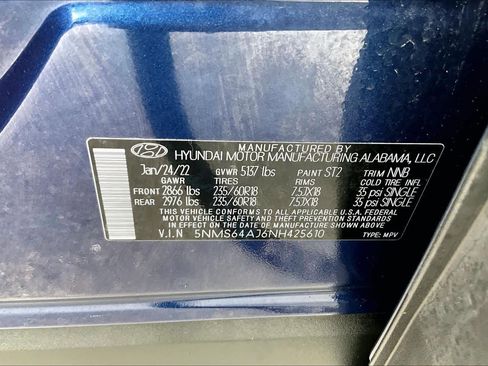 MANUFACTURED BY
HYUNDAI MOTOR MANUFACTURING ALABAMA, LLC
Jan/24/22 GVWR 5137 lbs PAINT ST2 TRIM NNB
GAWR TIRES RIMS COLD TIRE INFL
FRONT 2866 lbs 235/60R18 7.5JX18 35 psi SINGLE
REAR 2976 lbs 235/60R18 7.5JX18 35 psi SINGLE
THIS VEHICLE CONFORMS TO ALL APPLICABLE U.S. FEDERAL
MOTOR VEHICLE SAFETY AND THEFT PREVENTION STANDARDS
IN EFFECT ON THE DATE OF MANUFACTURE SHOWN ABOVE.
V.I.N 5NMS64AJ6NH425610 TYPE: MPV